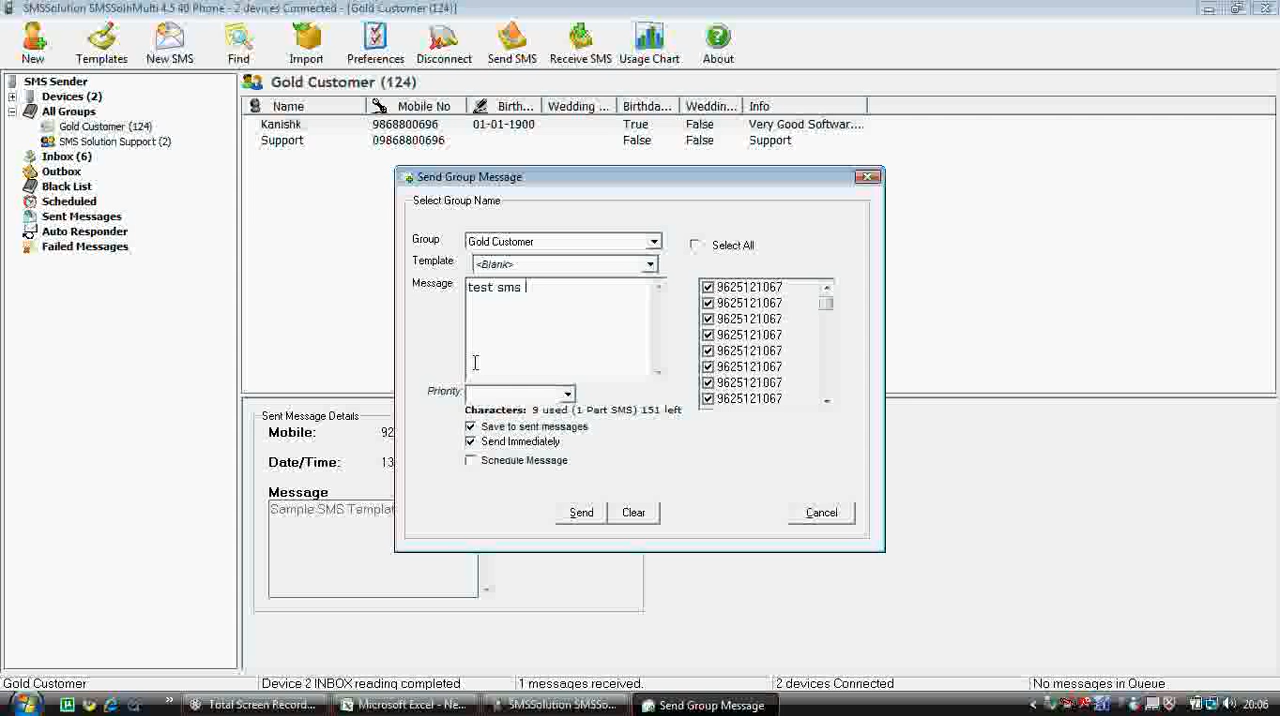 SMSSolution SMSSolnMulti 4.5 40 Phone - 2 devices Connected - [Gold Customer (124)]
New Templates New SMS Find Import Preferences Disconnect Send SMS Receive SMS Usage Chart About
SMS Sender
Devices (2)
All Groups
Gold Customer (124)
SMS Solution Support (2)
Inbox (6)
Outbox
Black List
Scheduled
Sent Messages
Auto Responder
Failed Messages
Gold Customer (124)
Name Mobile No Birth... Wedding ... Birthda... Weddin... Info
Kanishk 9868800696 01-01-1900 True False Very Good Softwar....
Support 09868800696 False False Support
Send Group Message
Select Group Name
Group Gold Customer Select All
Template <Blank>
Message test sms
9625121067
9625121067
9625121067
9625121067
9625121067
9625121067
9625121067
9625121067
Priority
Characters: 9 used (1 Part SMS) 151 left
Save to sent messages
Send Immediately
Schedule Message
Send Clear Cancel
Sent Message Details
Mobile: 92
Date/Time: 13
Message
Sample SMS Templat
Gold Customer Device 2 INBOX reading completed 1 messages received. 2 devices Connected No messages in Queue
Total Screen Record... Microsoft Excel - Ne... SMSSolution SMSSo... Send Group Message 20:06